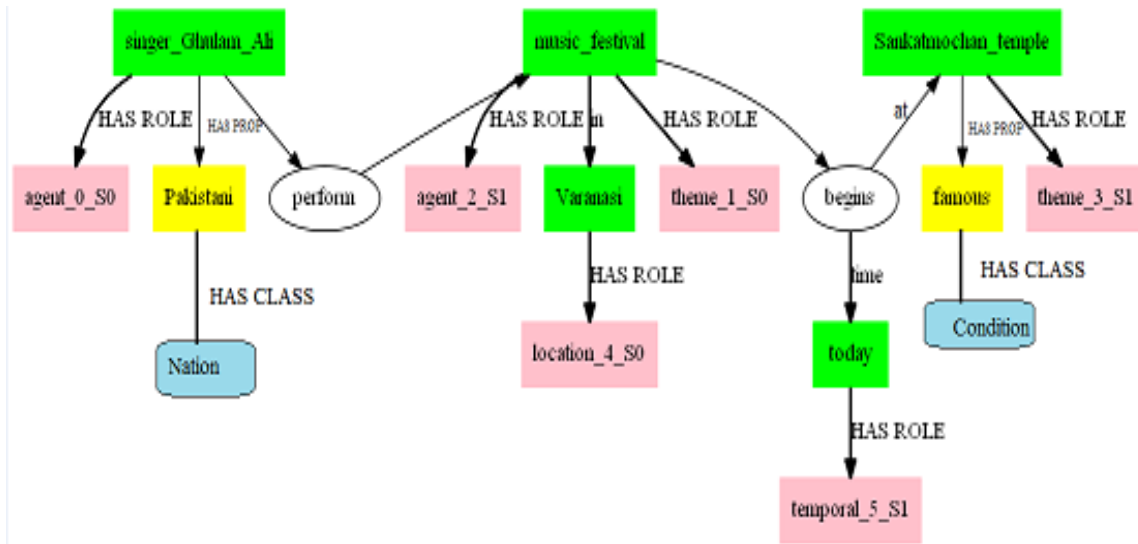 singer_Ghulam_Ali
music_festival
Sankatmochan_temple
HAS ROLE
HAS PROP
HAS ROLE
in
HAS ROLE
at
HAS PROP
HAS ROLE
agent_0_S0
Pakistani
perform
agent_2_S1
Varanasi
theme_1_S0
begins
famous
theme_3_S1
HAS CLASS
HAS ROLE
time
HAS CLASS
Nation
location_4_S0
today
Condition
HAS ROLE
temporal_5_S1